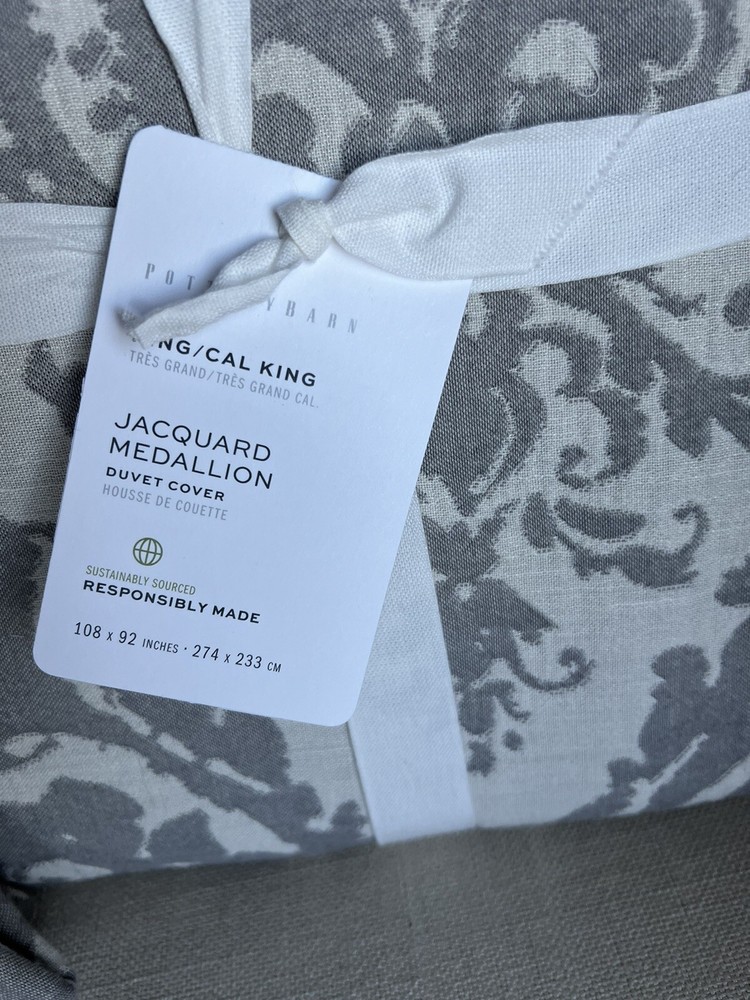 POT YBARN
NG/CAL KING
TRÈS GRAND/TRÈS GRAND CAL.
JACQUARD
MEDALLION
DUVET COVER
HOUSSE DE COUETTE
SUSTAINABLY SOURCED
RESPONSIBLY MADE
108 x 92 INCHES · 274 x 233 CM